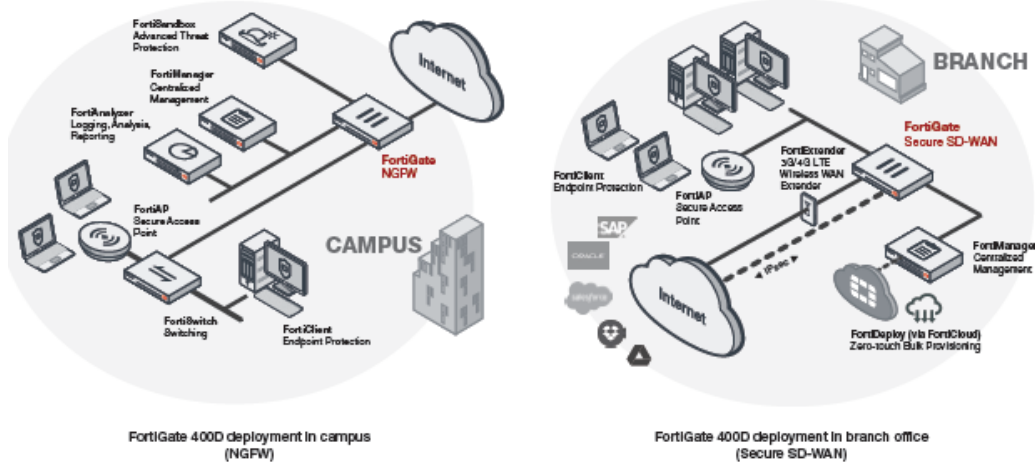 FortiSandbox
Advanced Threat
Protection
FortiManager
Centralized
Management
FortiAnalyzer
Logging, Analysis,
Reporting
Internet
FortiGate
NGFW
FortiAP
Secure Access
Point
CAMPUS
FortiSwitch
Switching
FortiClient
Endpoint Protection
FortiGate 400D deployment in campus
(NGFW)
BRANCH
FortiGate
Secure SD-WAN
FortiExtender
3G/4G LTE
Wireless WAN
Extender
FortiClient
Endpoint Protection
FortiAP
Secure Access
Point
SAP
ORACLE
salesforce
Internet
IPsec
FortiManager
Centralized
Management
FortiDeploy (via FortiCloud)
Zero-touch Bulk Provisioning
FortiGate 400D deployment in branch office
(Secure SD-WAN)